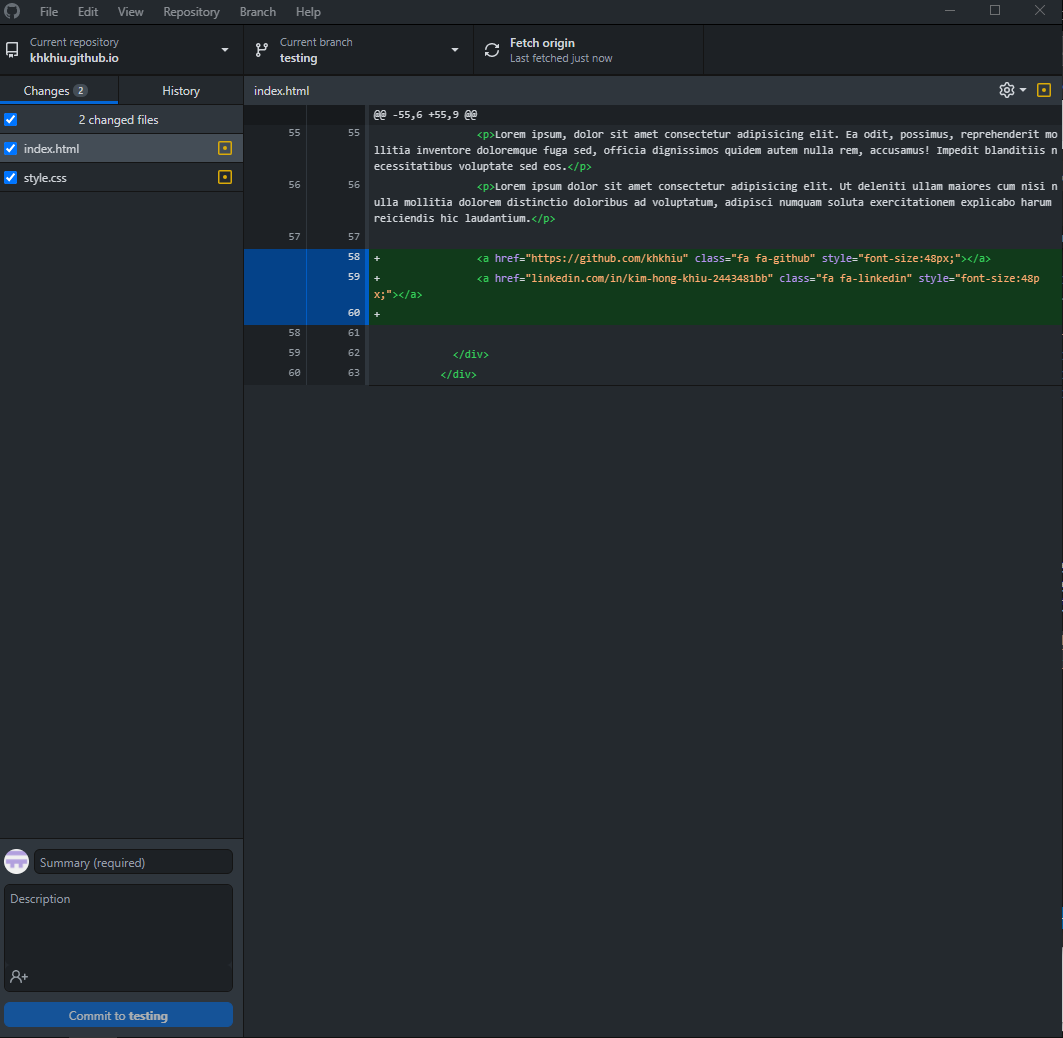 File Edit View Repository Branch Help
Current repository
khkhiu.github.io
Current branch
testing
Fetch origin
Last fetched just now
Changes 2
History
index.html
2 changed files
index.html
style.css
@@ -55,6 +55,9 @@
55 55 <p>Lorem ipsum, dolor sit amet consectetur adipisicing elit. Ea odit, possimus, reprehenderit mo
llitia inventore doloremque fuga sed, officia dignissimos quidem autem nulla rem, accusamus! Impedit blanditiis n
ecessitatibus voluptate sed eos.</p>
56 56 <p>Lorem ipsum dolor sit amet consectetur adipisicing elit. Ut deleniti ullam maiores cum nisi n
ulla mollitia dolorem distinctio doloribus ad voluptatum, adipisci numquam soluta exercitationem explicabo harum
reiciendis hic laudantium.</p>
57 57
58 + <a href="https://github.com/khkhiu" class="fa fa-github" style="font-size:48px;"></a>
59 + <a href="linkedin.com/in/kim-hong-khiu-2443481bb" class="fa fa-linkedin" style="font-size:48p
x;"></a>
60 +
58 61
59 62 </div>
60 63 </div>
Summary (required)
Description
Commit to testing